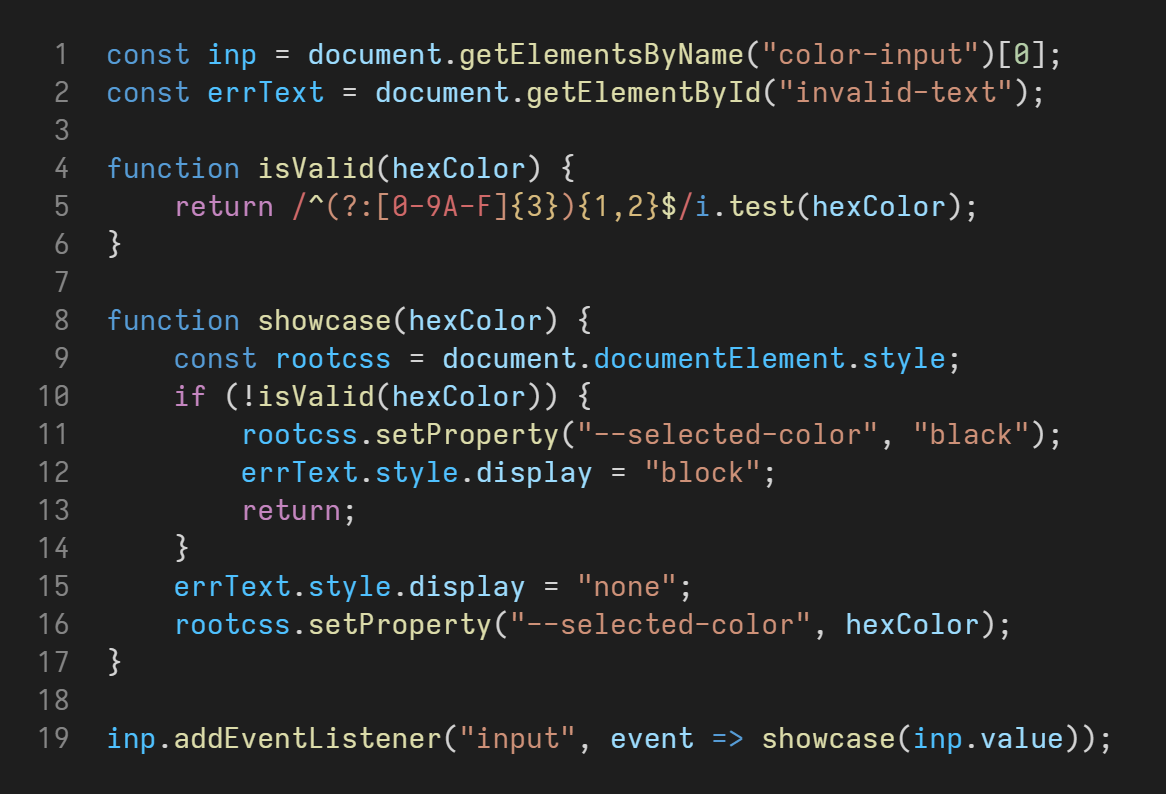 1 const inp = document.getElementsByName("color-input")[0];
2 const errText = document.getElementById("invalid-text");
3
4 function isValid(hexColor) {
5     return /^(?:[0-9A-F]{3}){1,2}$/i.test(hexColor);
6 }
7
8 function showcase(hexColor) {
9     const rootcss = document.documentElement.style;
10     if (!isValid(hexColor)) {
11         rootcss.setProperty("--selected-color", "black");
12         errText.style.display = "block";
13         return;
14     }
15     errText.style.display = "none";
16     rootcss.setProperty("--selected-color", hexColor);
17 }
18
19 inp.addEventListener("input", event => showcase(inp.value));